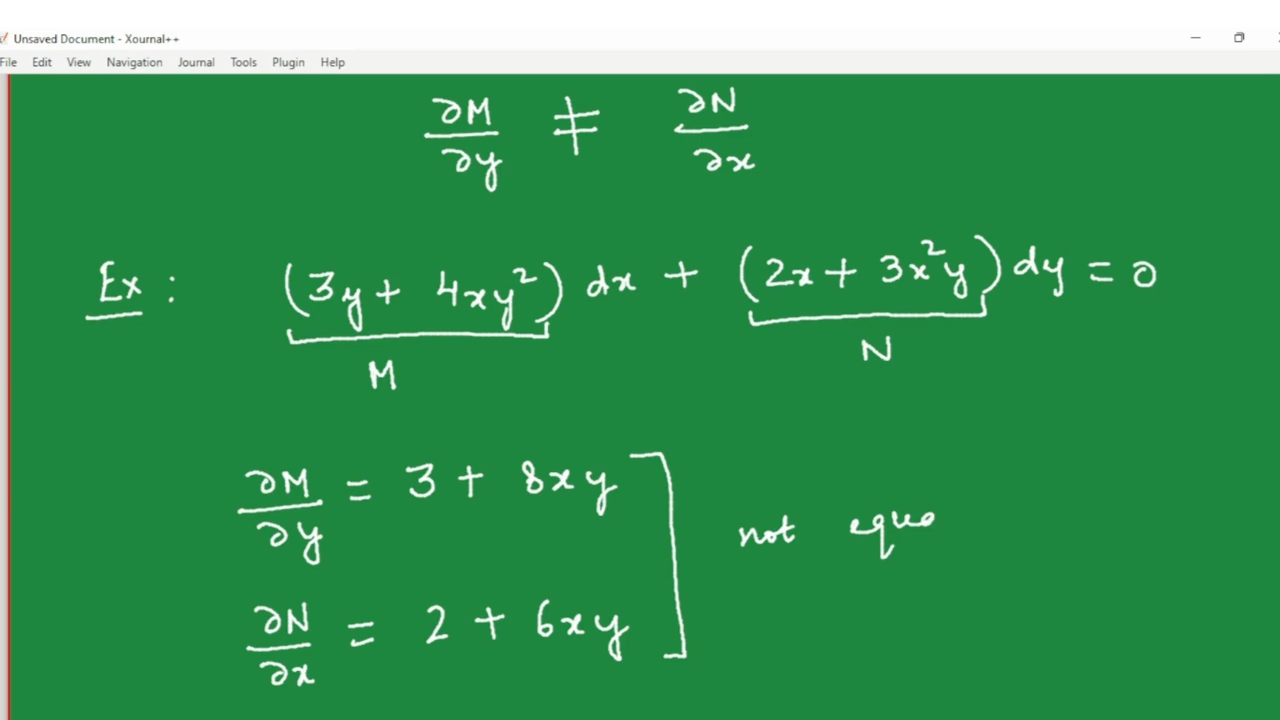 Unsaved Document - Xournal++
File Edit View Navigation Journal Tools Plugin Help
∂M/∂y ≠ ∂N/∂x
Ex : (3y + 4xy²) dx + (2x + 3x²y) dy = 0
M N
∂M/∂y = 3 + 8xy
not equa
∂N/∂x = 2 + 6xy